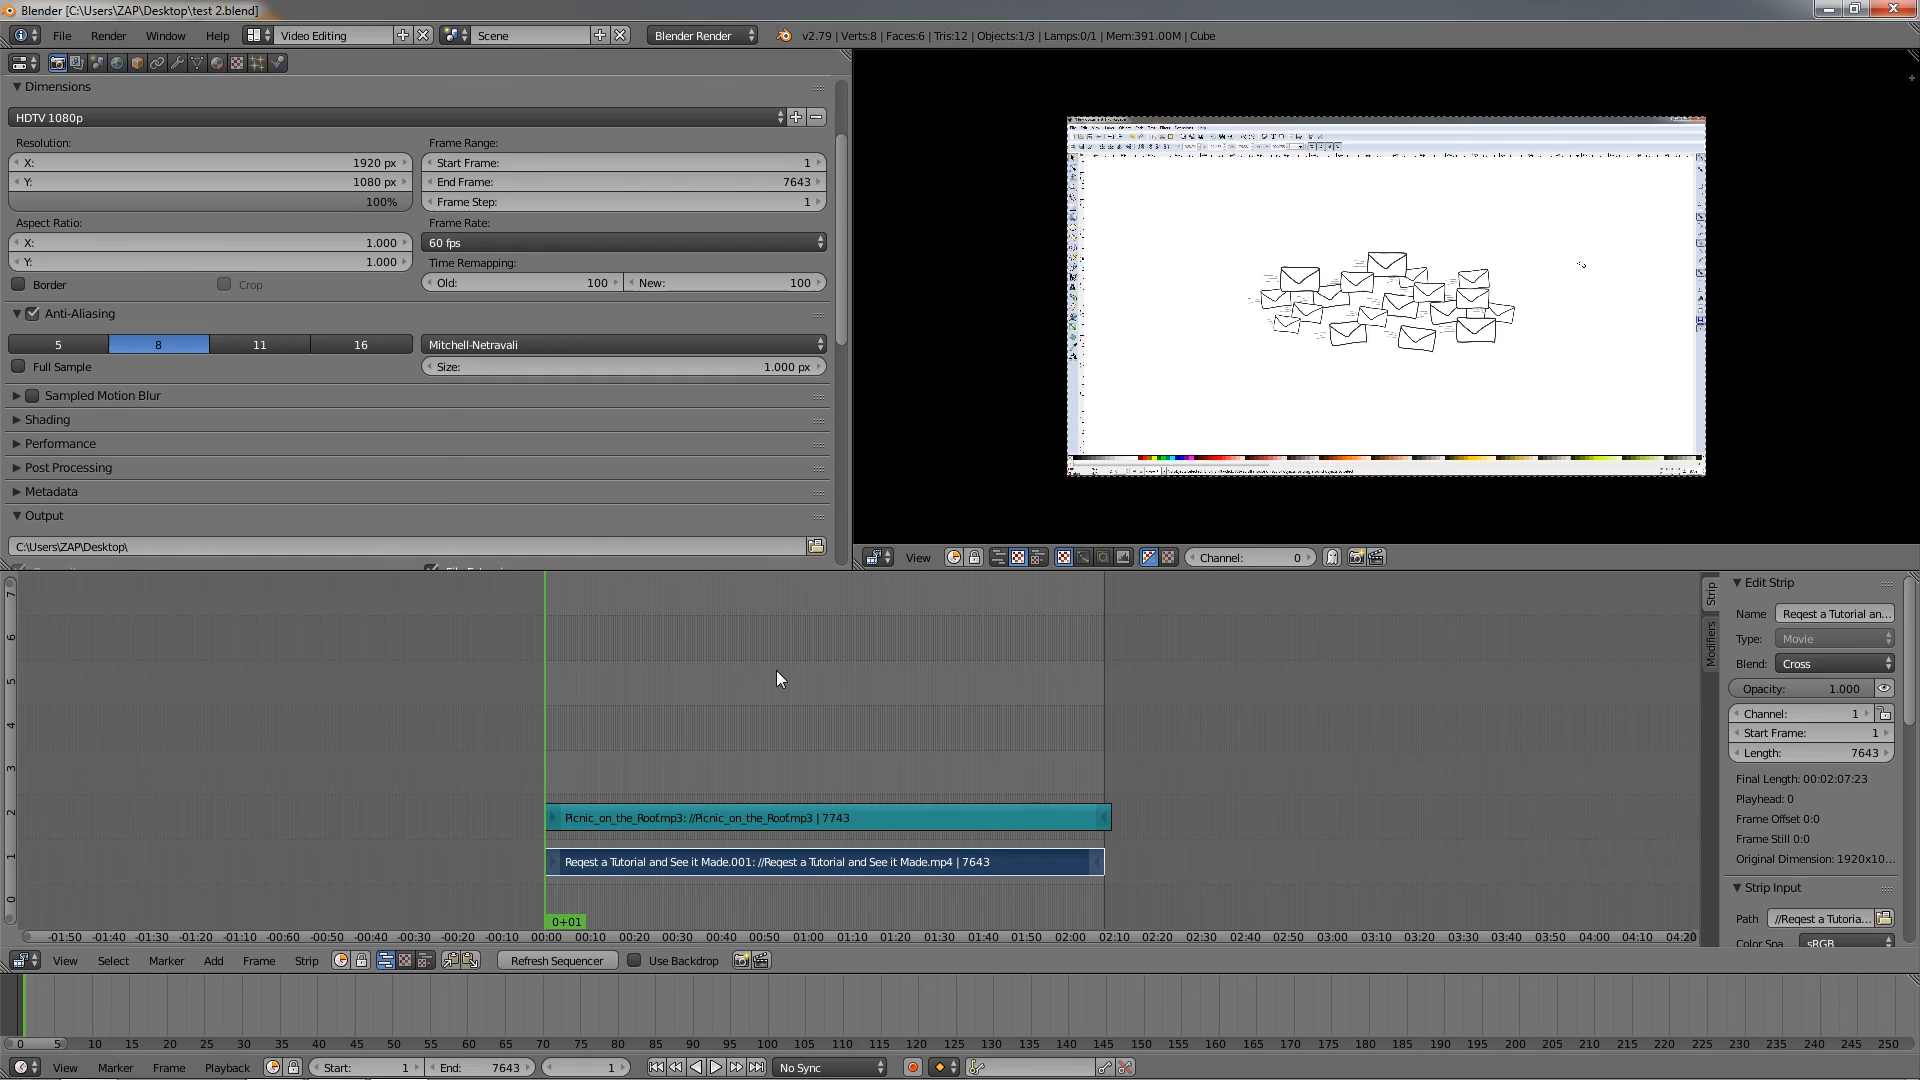 Blender [C:\Users\ZAP\Desktop\test 2.blend]
File Render Window Help Video Editing Scene Blender Render v2.79 | Verts:8 | Faces:6 | Tris:12 | Objects:1/3 | Lamps:0/1 | Mem:391.00M | Cube
Dimensions
HDTV 1080p
Resolution: Frame Range:
X: 1920 px Start Frame: 1
Y: 1080 px End Frame: 7643
100% Frame Step: 1
Aspect Ratio: Frame Rate:
X: 1.000 60 fps
Y: 1.000 Time Remapping:
Border Crop Old: 100 New: 100
Anti-Aliasing
5 8 11 16 Mitchell-Netravali
Full Sample Size: 1.000 px
Sampled Motion Blur
Shading
Performance
Post Processing
Metadata
Output
C:\Users\ZAP\Desktop\
View Channel: 0
7
6
5
4
3
2
1
0
Picnic_on_the_Roof.mp3: //Picnic_on_the_Roof.mp3 | 7743
Reqest a Tutorial and See it Made.001: //Reqest a Tutorial and See it Made.mp4 | 7643
0+01
-01:50 -01:40 -01:30 -01:20 -01:10 -00:60 -00:50 -00:40 -00:30 -00:20 -00:10 00:00 00:10 00:20 00:30 00:40 00:50 01:00 01:10 01:20 01:30 01:40 01:50 02:00 02:10 02:20 02:30 02:40 02:50 03:00 03:10 03:20 03:30 03:40 03:50 04:00 04:10 04:20
Strip
Modifiers
Edit Strip
Name Reqest a Tutorial an...
Type: Movie
Blend: Cross
Opacity: 1.000
Channel: 1
Start Frame: 1
Length: 7643
Final Length: 00:02:07:23
Playhead: 0
Frame Offset 0:0
Frame Still 0:0
Original Dimension: 1920x10...
Strip Input
Path //Reqest a Tutoria...
Color Spa sRGB
View Select Marker Add Frame Strip Refresh Sequencer Use Backdrop
0 5 10 15 20 25 30 35 40 45 50 55 60 65 70 75 80 85 90 95 100 105 110 115 120 125 130 135 140 145 150 155 160 165 170 175 180 185 190 195 200 205 210 215 220 225 230 235 240 245 250
View Marker Frame Playback Start: 1 End: 7643 1 No Sync